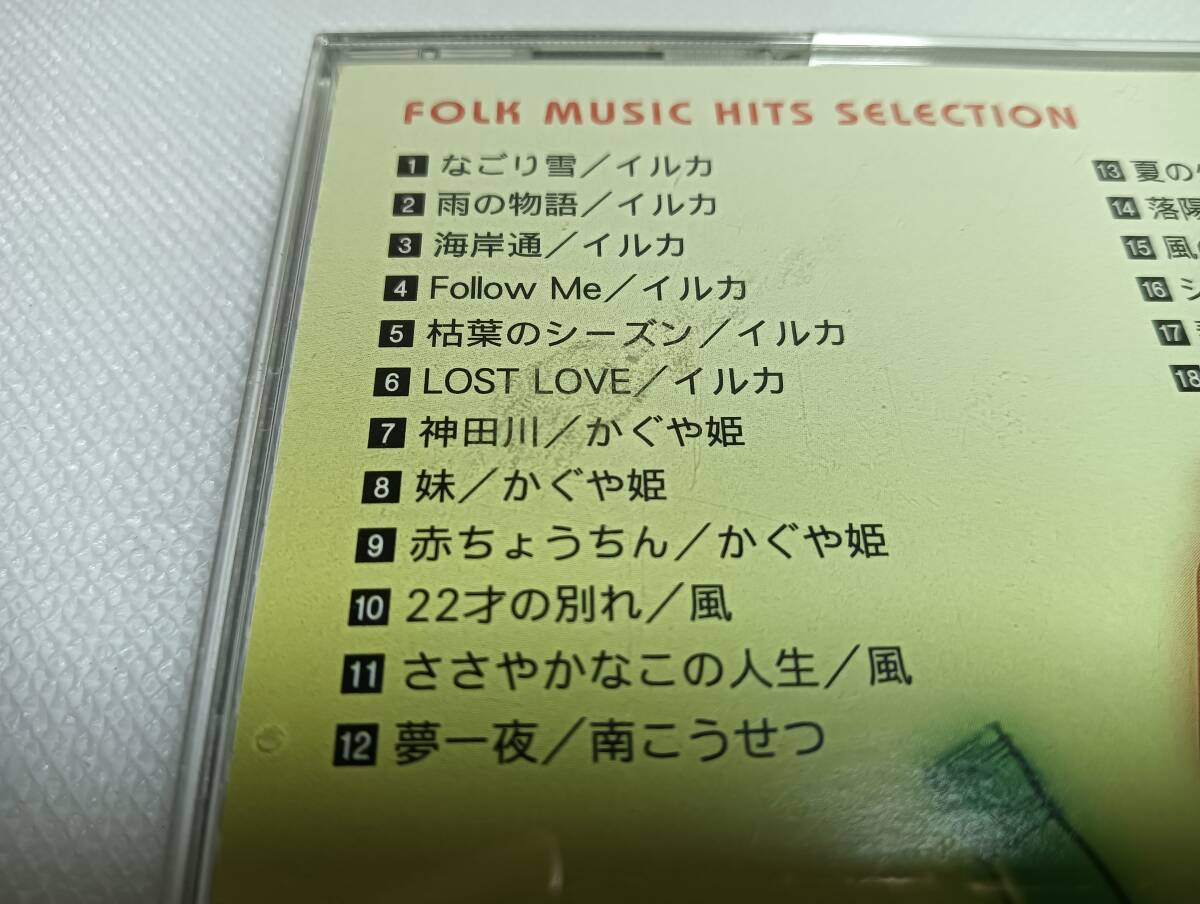 FOLK MUSIC HITS SELECTION
1 なごり雪／イルカ
2 雨の物語／イルカ
3 海岸通／イルカ
4 Follow Me／イルカ
5 枯葉のシーズン／イルカ
6 LOST LOVE／イルカ
7 神田川／かぐや姫
8 妹／かぐや姫
9 赤ちょうちん／かぐや姫
10 22才の別れ／風
11 ささやかなこの人生／風
12 夢一夜／南こうせつ
13 夏の
14 落陽
15 風
16 シ
17
18